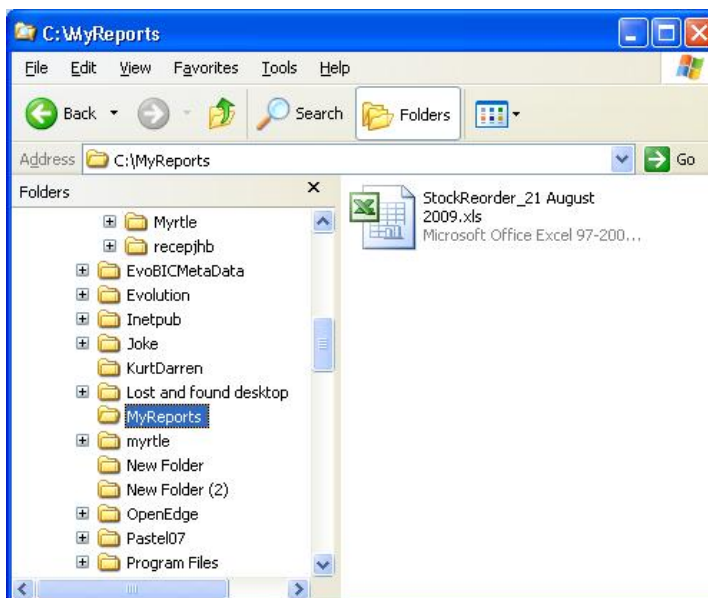 C:\MyReports
File Edit View Favorites Tools Help
Back Search Folders
Address C:\MyReports Go
Folders
Myrtle
recepjhb
EvoBICMetaData
Evolution
Inetpub
Joke
KurtDarren
Lost and found desktop
MyReports
myrtle
New Folder
New Folder (2)
OpenEdge
Pastel07
Program Files
StockReorder_21 August
2009.xls
Microsoft Office Excel 97-200...